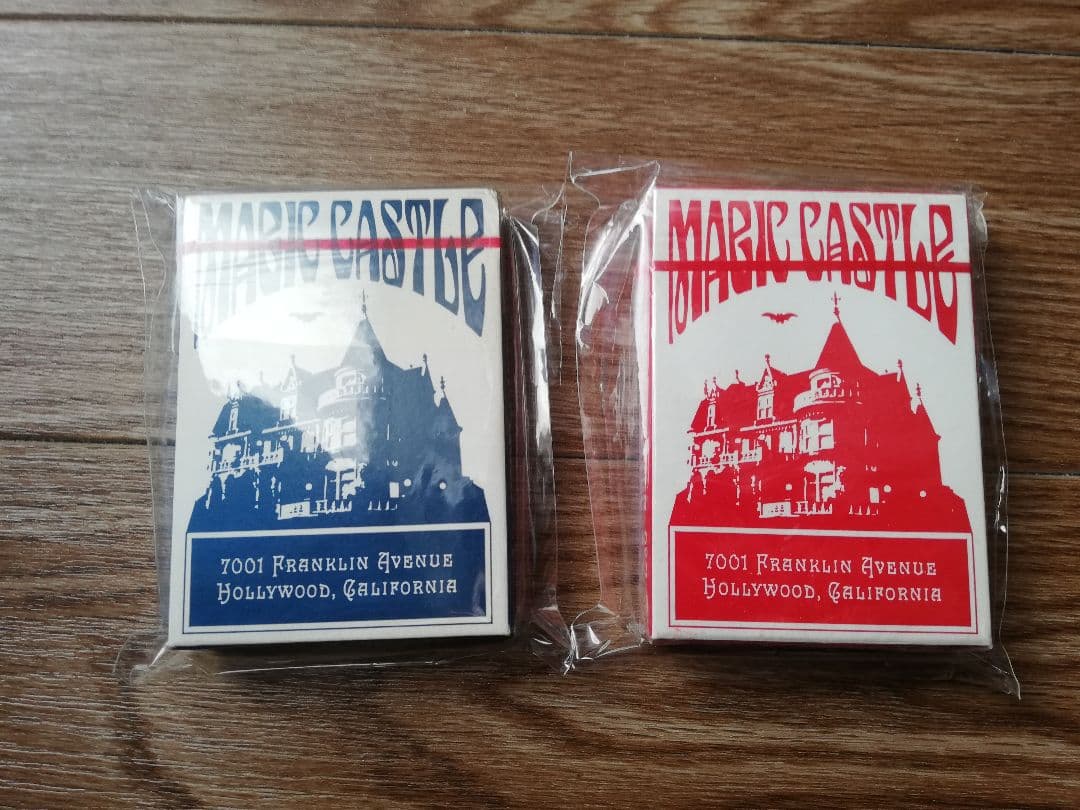 MAGIC CASTLE
7001 FRANKLIN AVENUE
HOLLYWOOD, CALIFORNIA
MAGIC CASTLE
7001 FRANKLIN AVENUE
HOLLYWOOD, CALIFORNIA